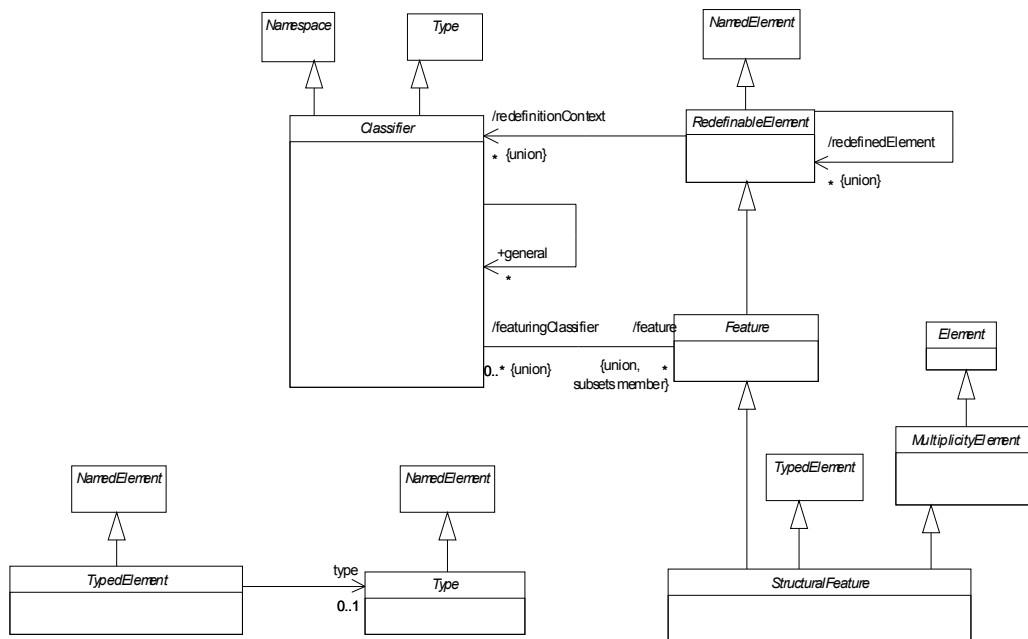 Namespace
Type
NamedElement
Classifier
/redefinitionContext
RedefinableElement
* {union}
/redefinedElement
* {union}
+general
*
/featuringClassifier
/feature
Feature
0..* {union}
{union, *
subsets member}
Element
MultiplicityElement
TypedElement
NamedElement
NamedElement
TypedElement
type
0..1
Type
StructuralFeature